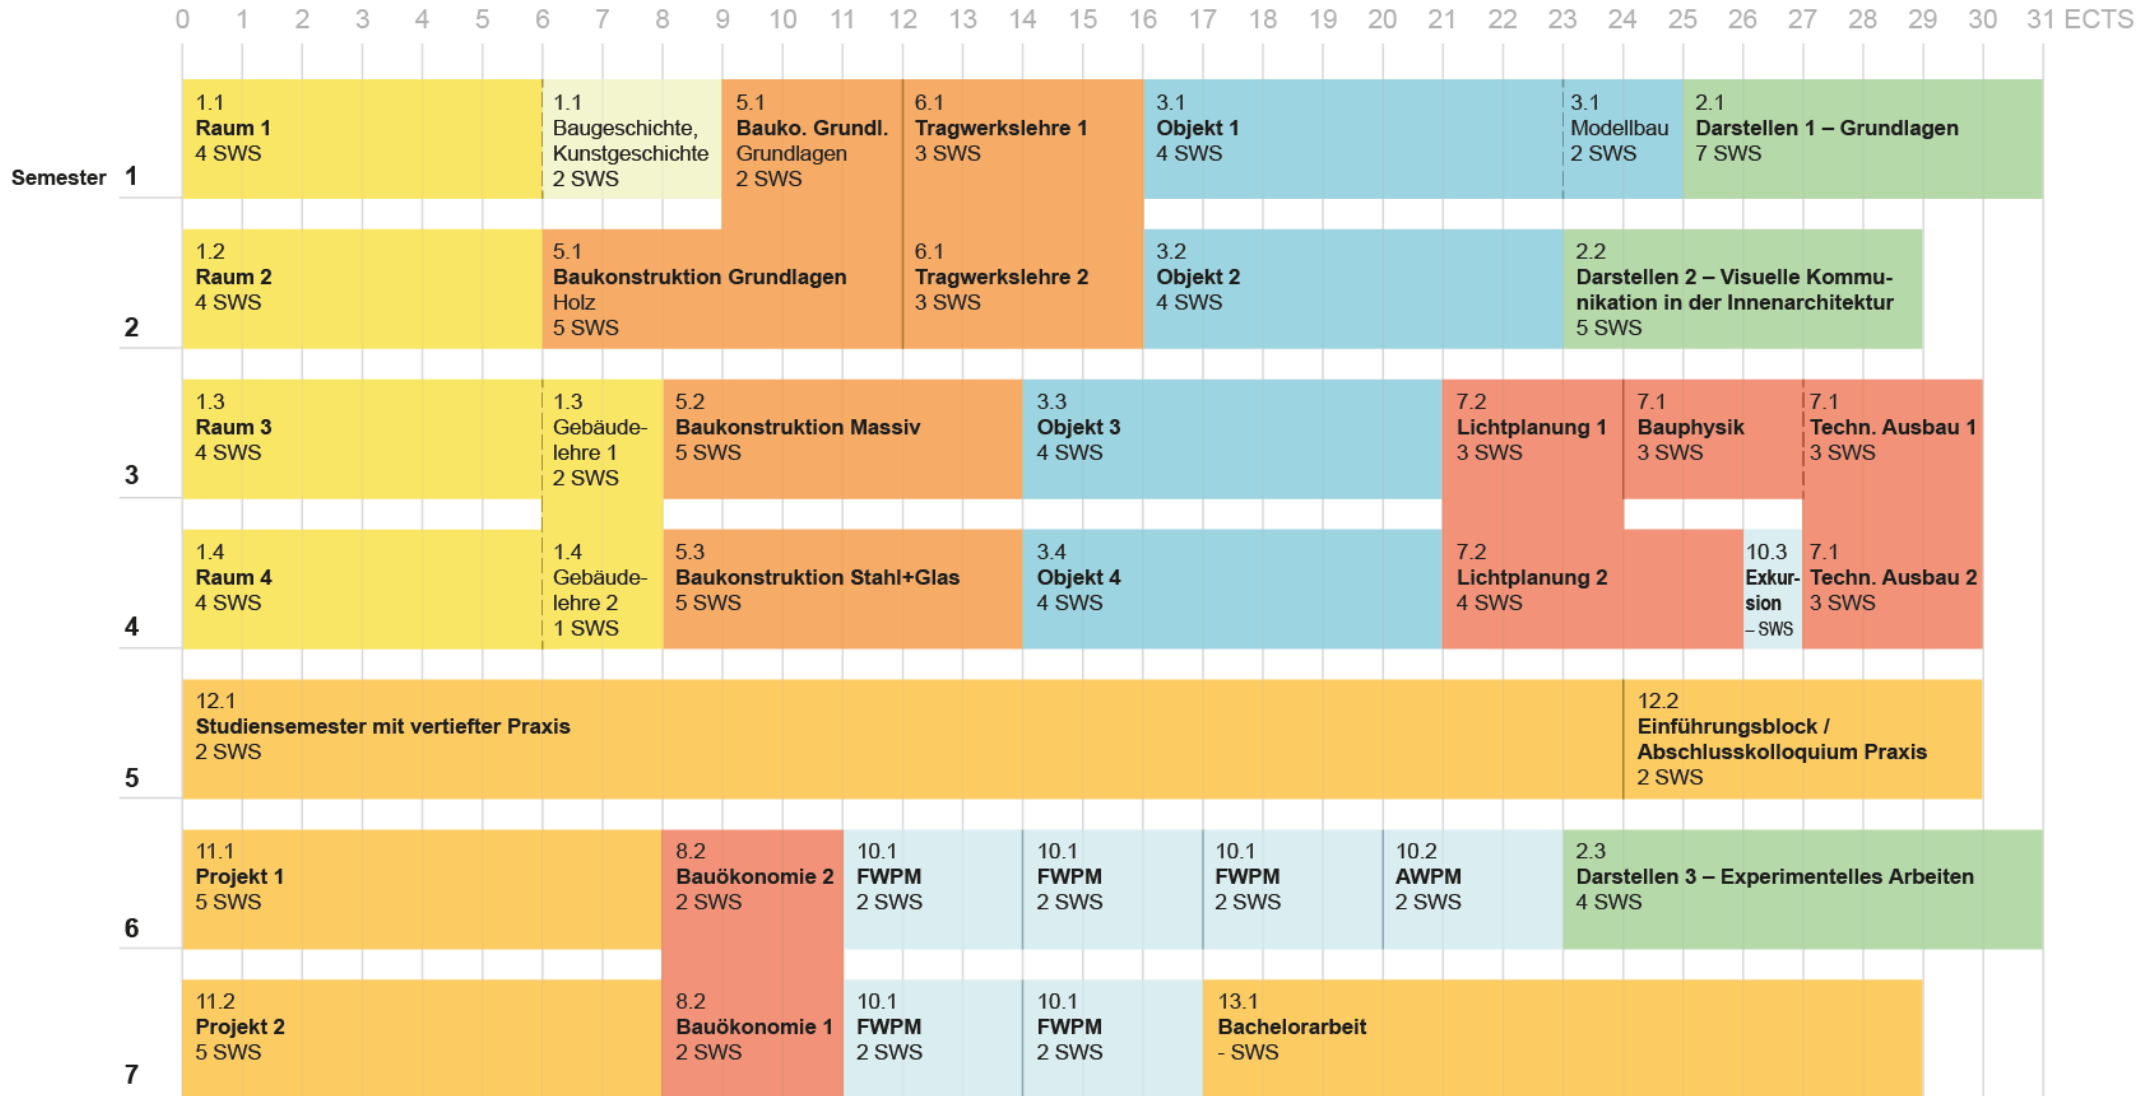 0 1 2 3 4 5 6 7 8 9 10 11 12 13 14 15 16 17 18 19 20 21 22 23 24 25 26 27 28 29 30 31 ECTS
Semester 1
1.1
Raum 1
4 SWS
1.1
Baugeschichte,
Kunstgeschichte
2 SWS
5.1
Bauko. Grundl.
Grundlagen
2 SWS
6.1
Tragwerkslehre 1
3 SWS
3.1
Objekt 1
4 SWS
3.1
Modellbau
2 SWS
2.1
Darstellen 1 – Grundlagen
7 SWS
2
1.2
Raum 2
4 SWS
5.1
Baukonstruktion Grundlagen
Holz
5 SWS
6.1
Tragwerkslehre 2
3 SWS
3.2
Objekt 2
4 SWS
2.2
Darstellen 2 – Visuelle Kommu-
nikation in der Innenarchitektur
5 SWS
3
1.3
Raum 3
4 SWS
1.3
Gebäude-
lehre 1
2 SWS
5.2
Baukonstruktion Massiv
5 SWS
3.3
Objekt 3
4 SWS
7.2
Lichtplanung 1
3 SWS
7.1
Bauphysik
3 SWS
7.1
Techn. Ausbau 1
3 SWS
4
1.4
Raum 4
4 SWS
1.4
Gebäude-
lehre 2
1 SWS
5.3
Baukonstruktion Stahl+Glas
5 SWS
3.4
Objekt 4
4 SWS
7.2
Lichtplanung 2
4 SWS
10.3
Exkur-
sion
– SWS
7.1
Techn. Ausbau 2
3 SWS
5
12.1
Studiensemester mit vertiefter Praxis
2 SWS
12.2
Einführungsblock /
Abschlusskolloquium Praxis
2 SWS
6
11.1
Projekt 1
5 SWS
8.2
Bauökonomie 2
2 SWS
10.1
FWPM
2 SWS
10.1
FWPM
2 SWS
10.1
FWPM
2 SWS
10.2
AWPM
2 SWS
2.3
Darstellen 3 – Experimentelles Arbeiten
4 SWS
7
11.2
Projekt 2
5 SWS
8.2
Bauökonomie 1
2 SWS
10.1
FWPM
2 SWS
10.1
FWPM
2 SWS
13.1
Bachelorarbeit
- SWS